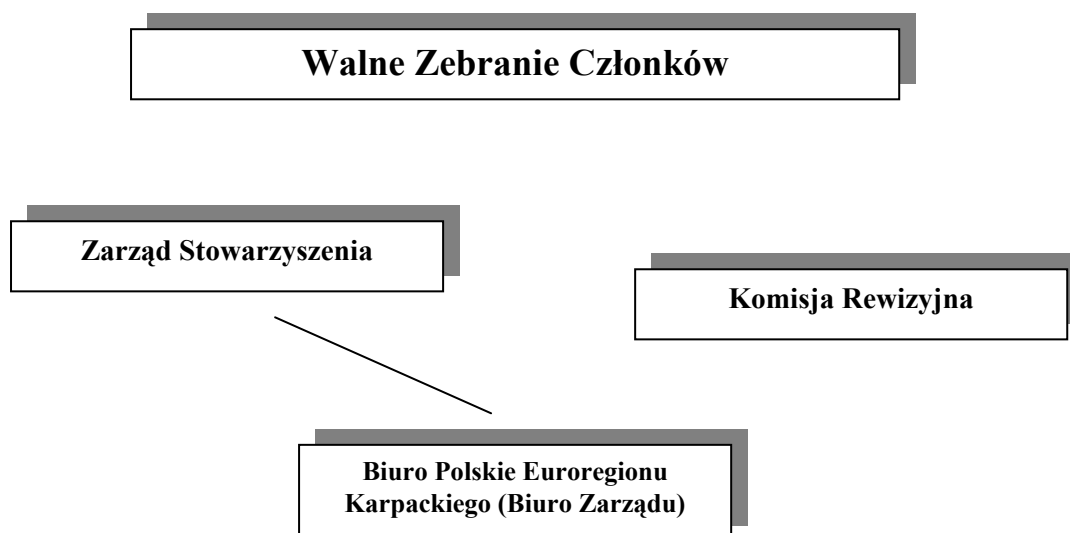 Walne Zebranie Członków
Zarząd Stowarzyszenia
Komisja Rewizyjna
Biuro Polskie Euroregionu
Karpackiego (Biuro Zarządu)